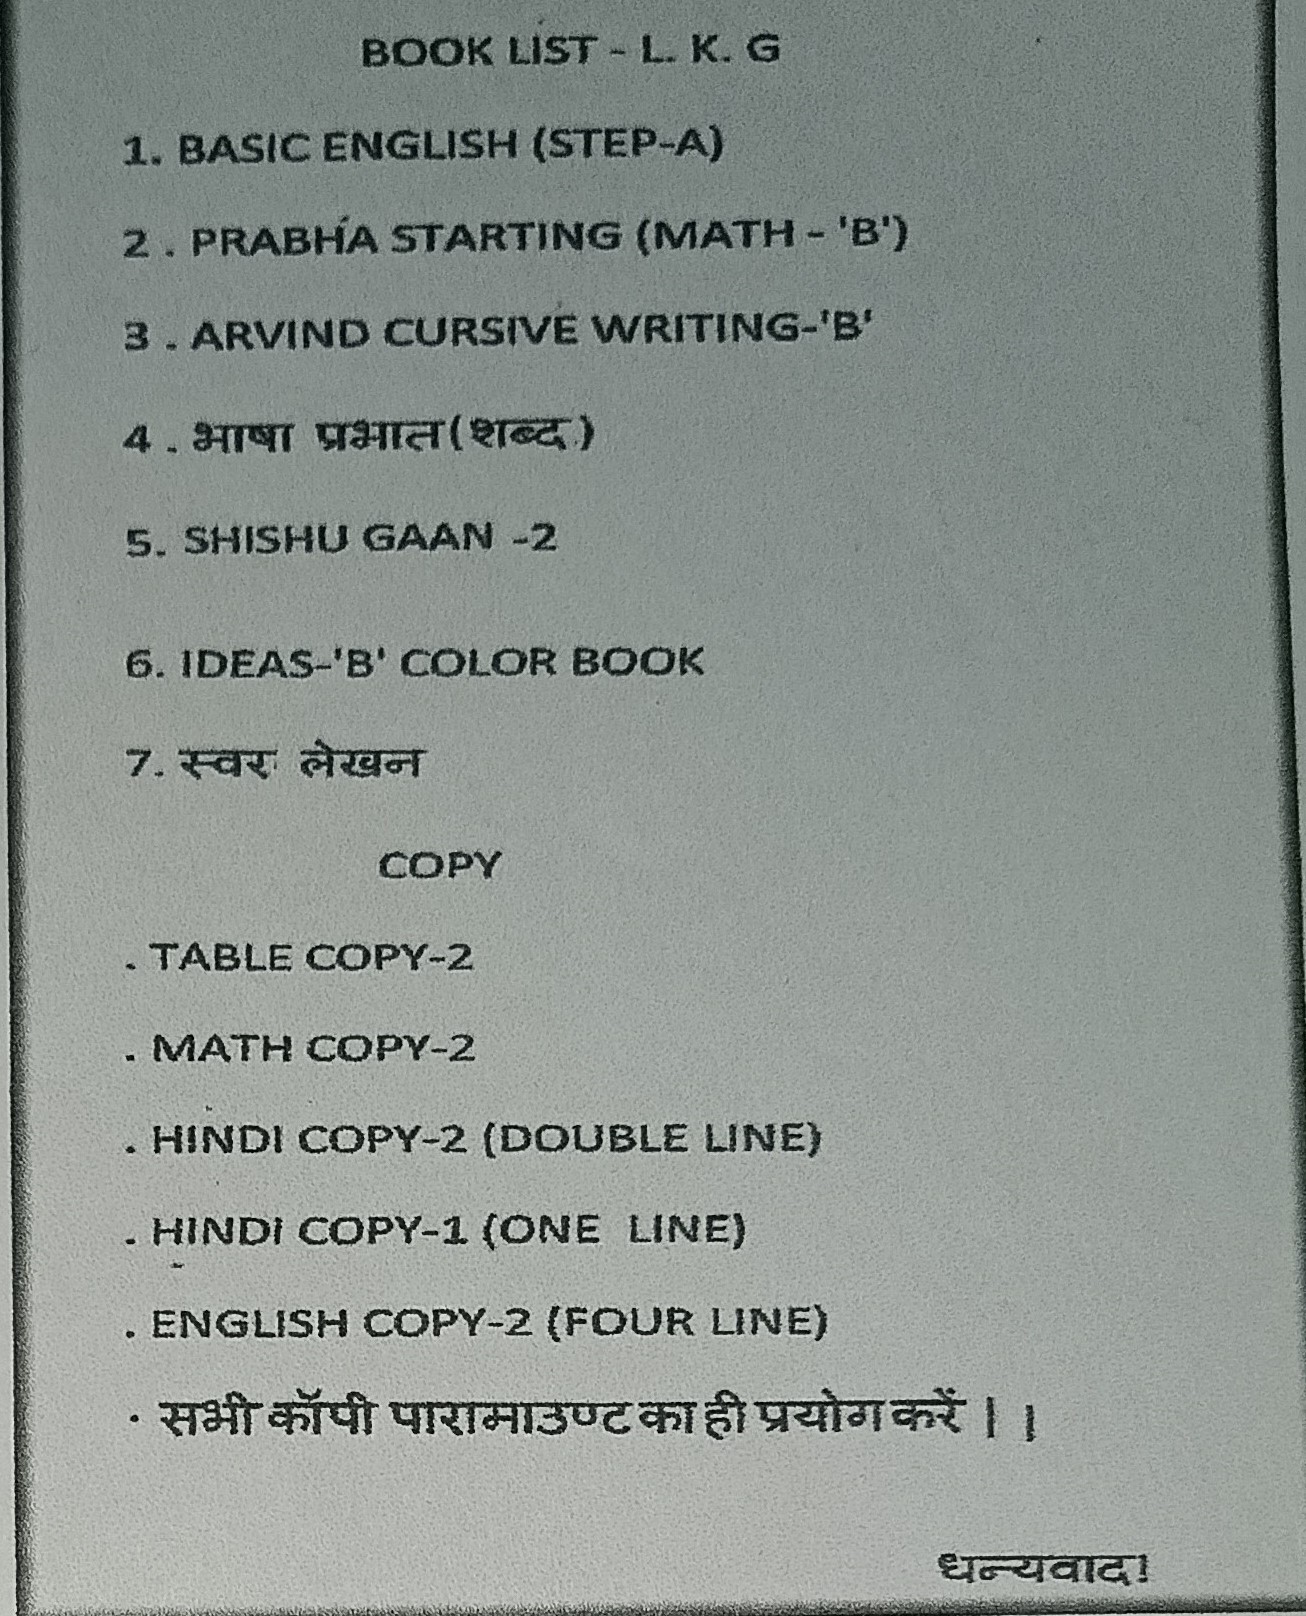 BOOK LIST - L. K. G
1. BASIC ENGLISH (STEP-A)
2 . PRABHA STARTING (MATH - 'B')
3 . ARVIND CURSIVE WRITING-'B'
4 . भाषा प्रभात(शब्द)
5. SHISHU GAAN -2
6. IDEAS-'B' COLOR BOOK
7. स्वर लेखन
COPY
. TABLE COPY-2
. MATH COPY-2
. HINDI COPY-2 (DOUBLE LINE)
. HINDI COPY-1 (ONE LINE)
. ENGLISH COPY-2 (FOUR LINE)
· सभी कॉपी पारामाउण्ट का ही प्रयोग करें | ।
धन्यवाद!